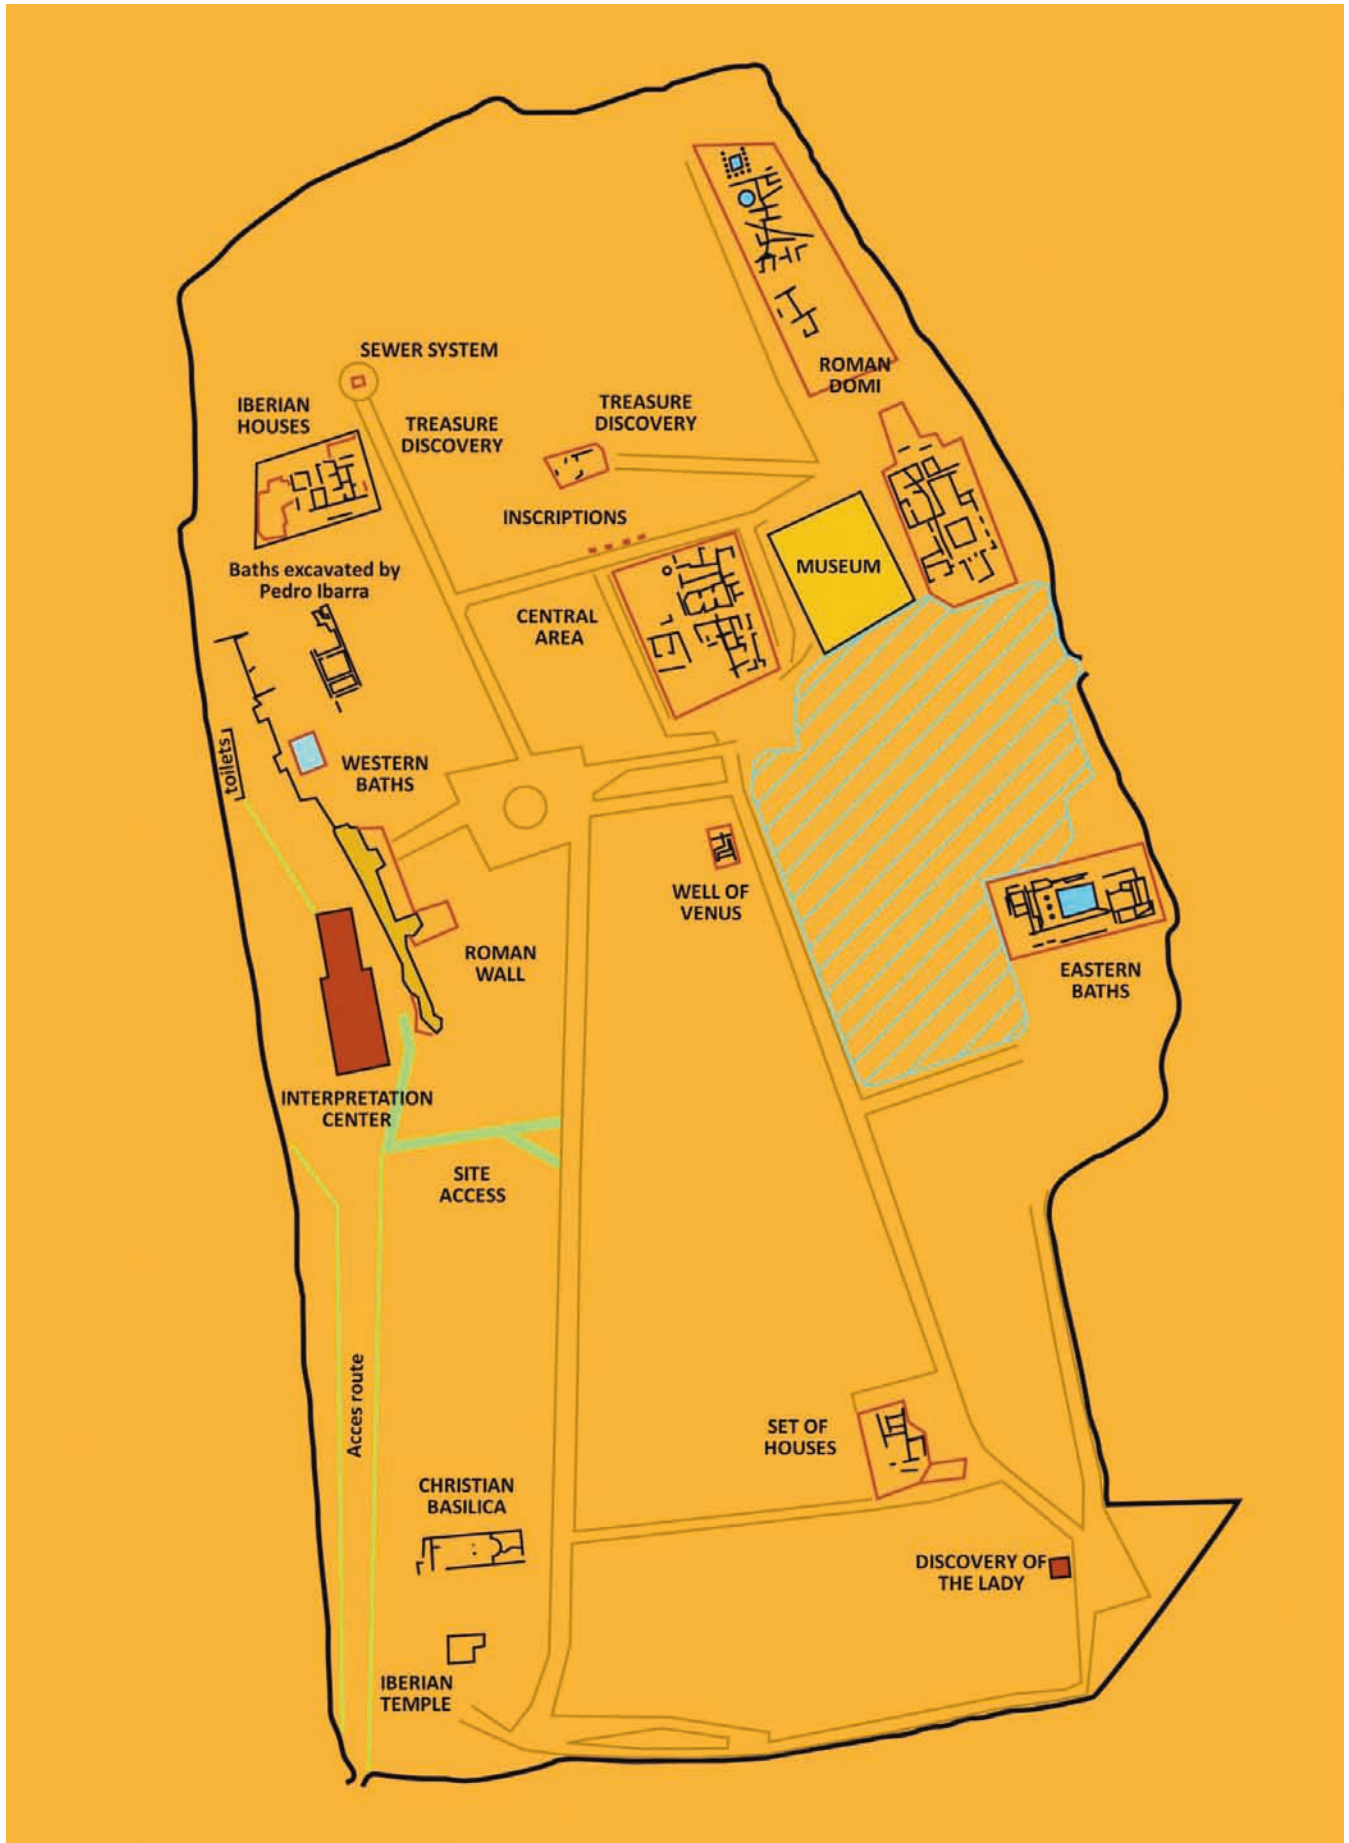 SEWER SYSTEM
ROMAN
DOMI
IBERIAN
HOUSES
TREASURE
DISCOVERY
TREASURE
DISCOVERY
INSCRIPTIONS
MUSEUM
Baths excavated by
Pedro Ibarra
CENTRAL
AREA
toilets
WESTERN
BATHS
WELL OF
VENUS
ROMAN
WALL
EASTERN
BATHS
INTERPRETATION
CENTER
SITE
ACCESS
Acces route
SET OF
HOUSES
CHRISTIAN
BASILICA
DISCOVERY OF
THE LADY
IBERIAN
TEMPLE